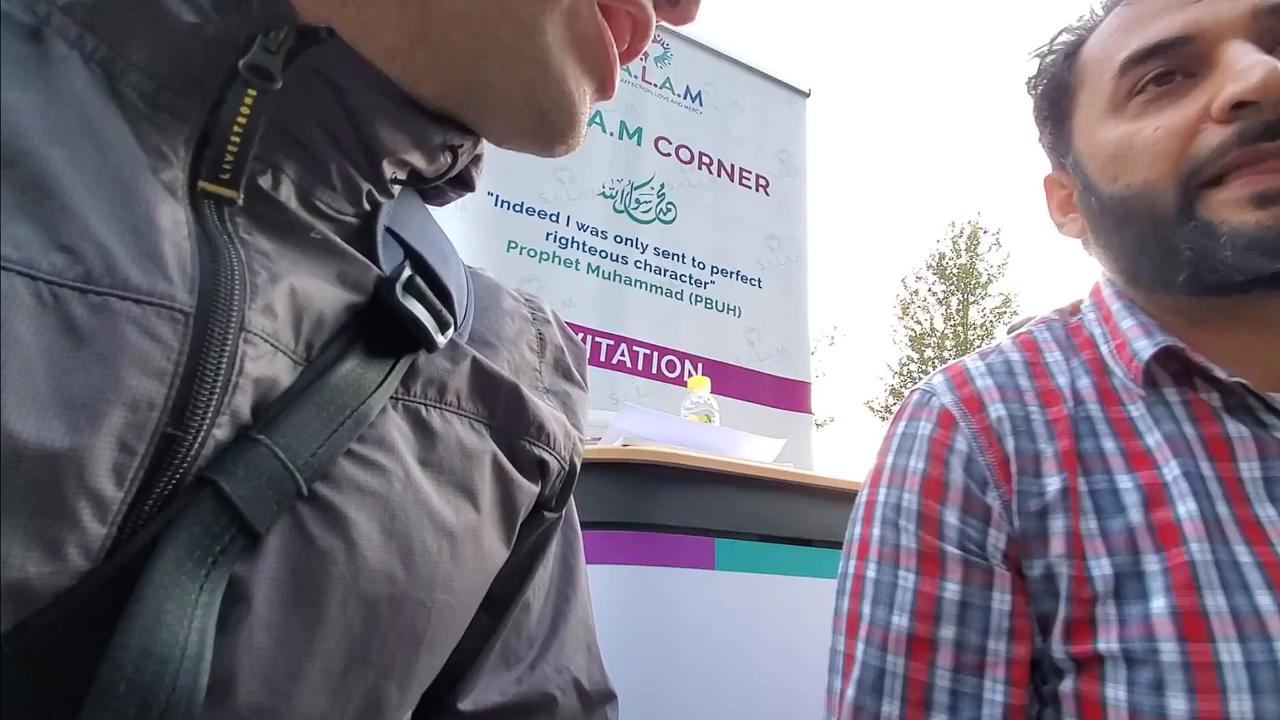 A.L.A.M
AFFECTION, LOVE AND MERCY
A.M CORNER
محمد رسول الله
"Indeed I was only sent to perfect
righteous character"
Prophet Muhammad (PBUH)
VITATION
LIVESTRONG